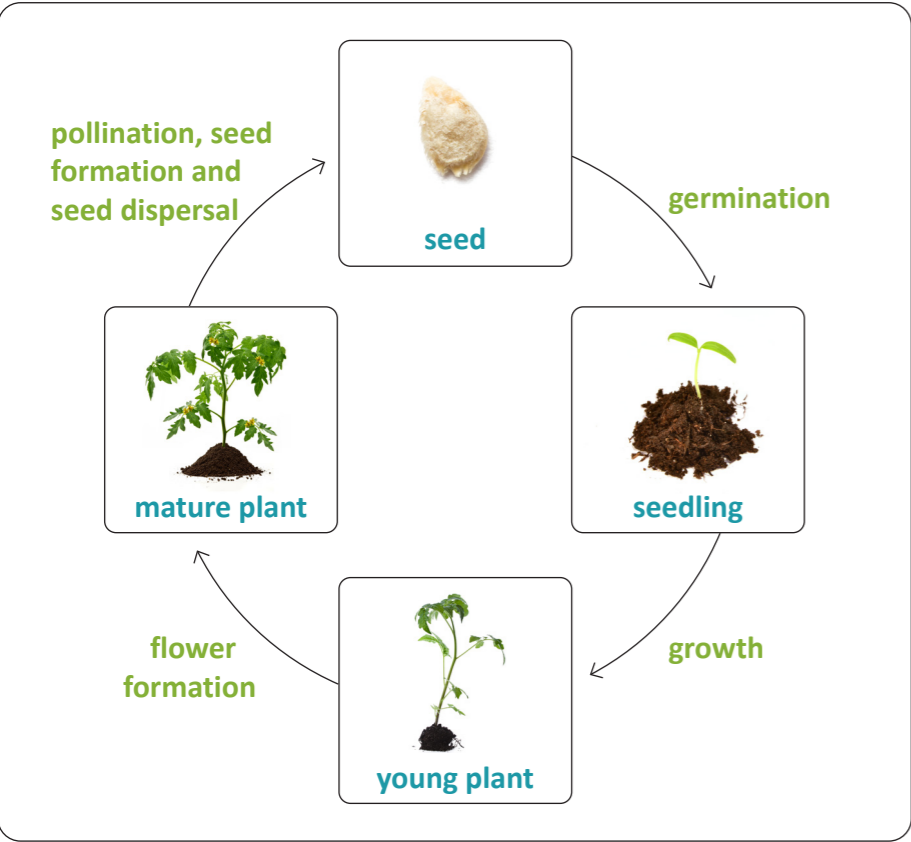 pollination, seed
formation and
seed dispersal
seed
germination
mature plant
seedling
flower
formation
growth
young plant